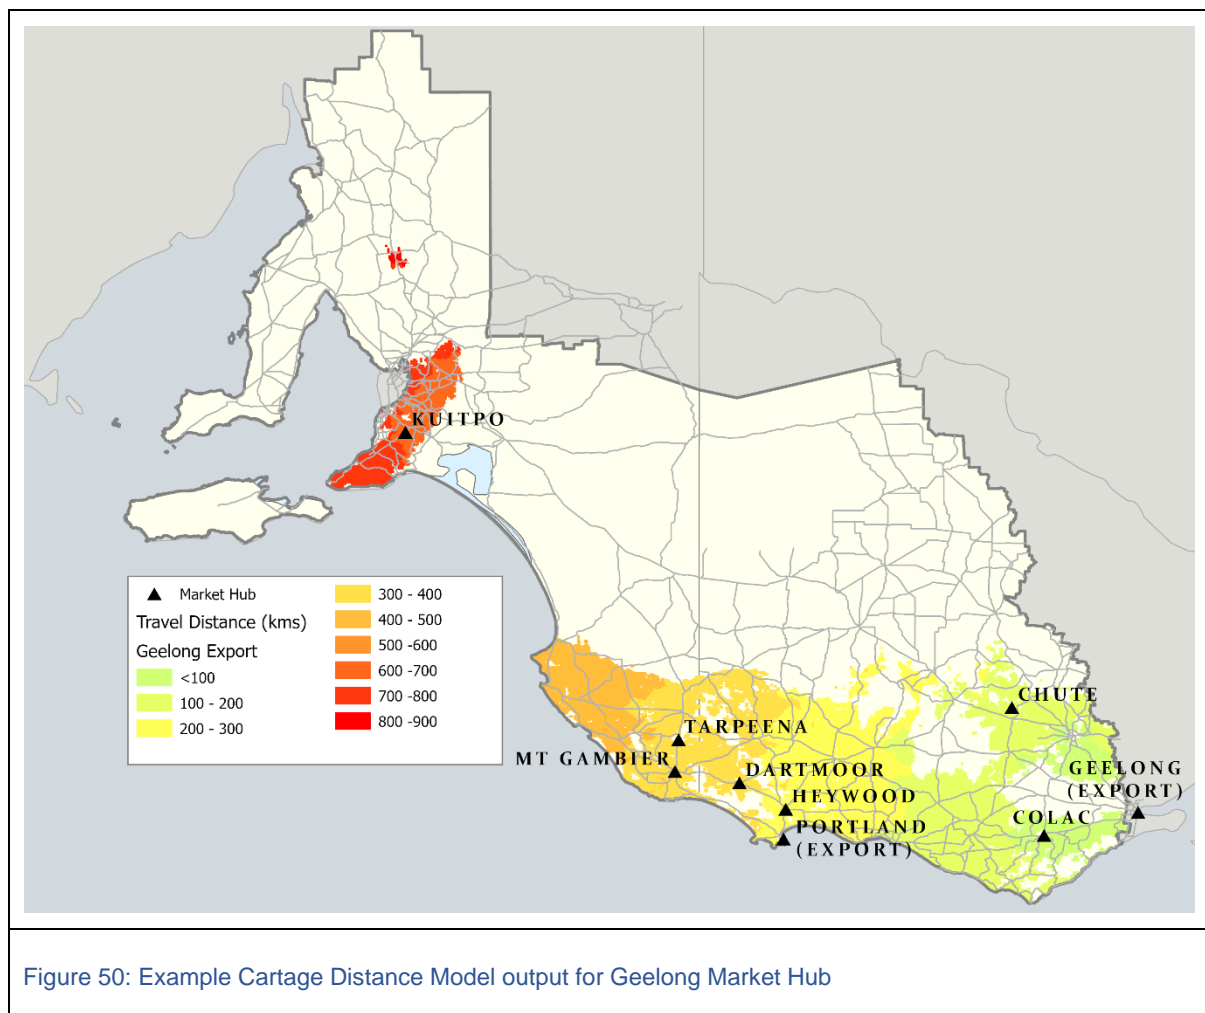 KUITPO
Market Hub
Travel Distance (kms)
Geelong Export
<100
100 - 200
200 - 300
300 - 400
400 - 500
500 -600
600 -700
700 -800
800 -900
CHUTE
TARPEENA
MT GAMBIER
DARTMOOR
GEELONG
(EXPORT)
HEYWOOD
COLAC
PORTLAND
(EXPORT)
Figure 50: Example Cartage Distance Model output for Geelong Market Hub